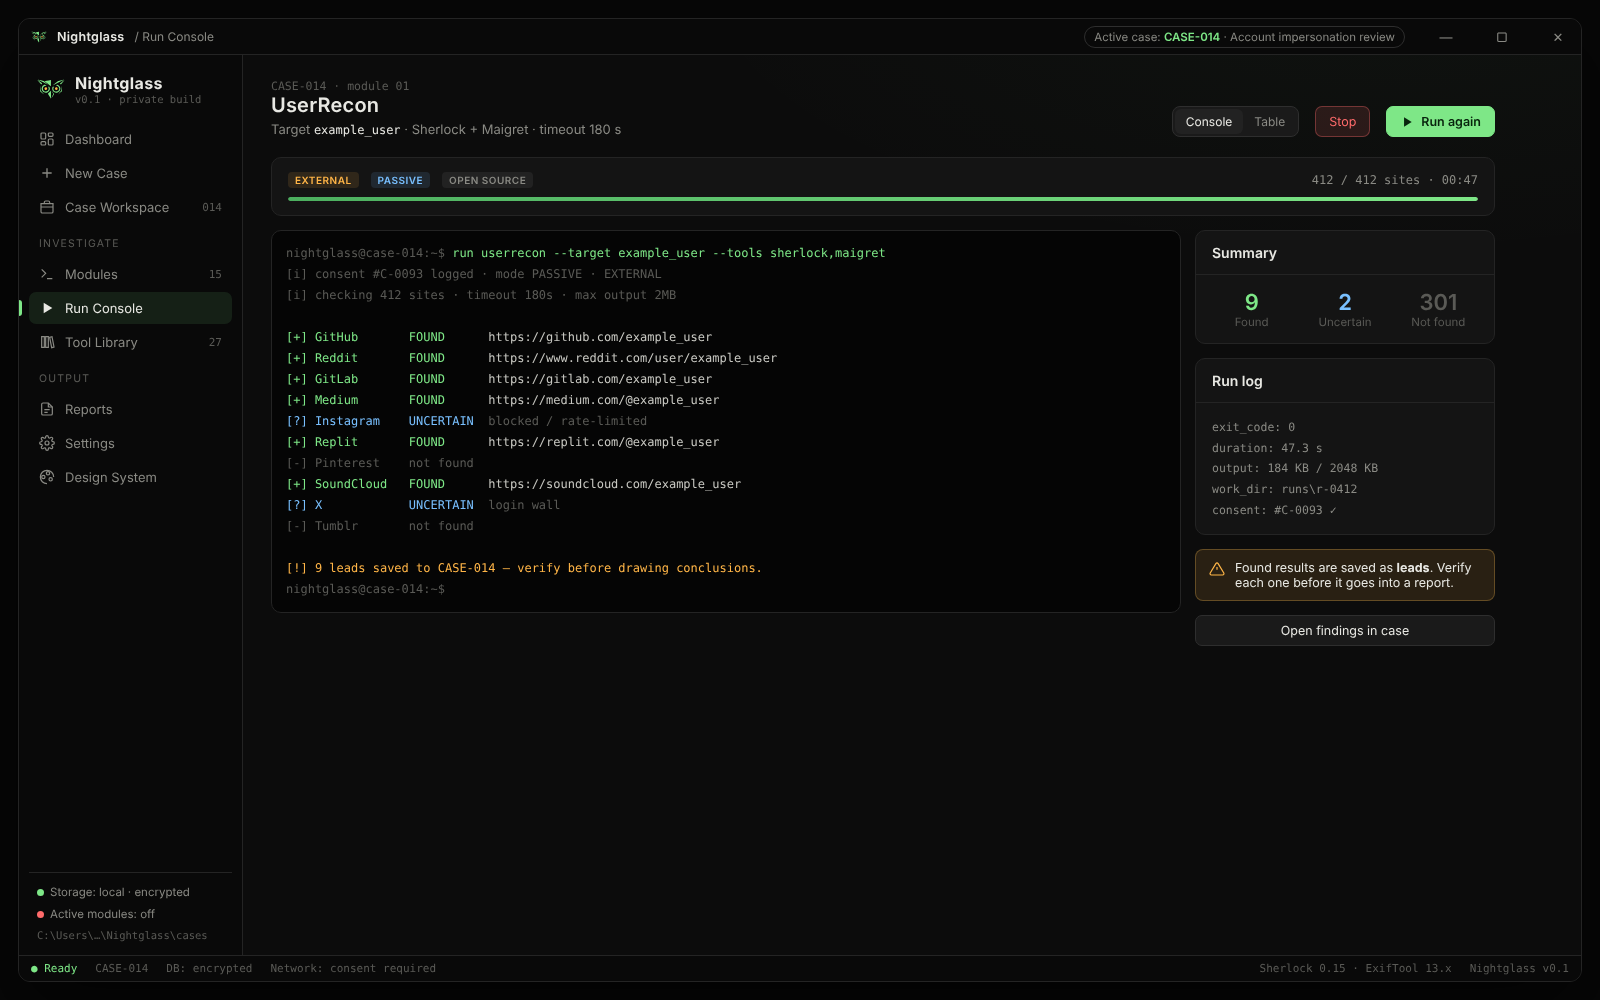 Nightglass / Run Console
Active case: CASE-014 · Account impersonation review
Nightglass
v0.1 · private build
Dashboard
New Case
Case Workspace 014
INVESTIGATE
Modules 15
Run Console
Tool Library 27
OUTPUT
Reports
Settings
Design System
Storage: local · encrypted
Active modules: off
C:\Users\…\Nightglass\cases
CASE-014 · module 01
UserRecon
Target example_user · Sherlock + Maigret · timeout 180 s
Console Table
Stop
Run again
EXTERNAL PASSIVE OPEN SOURCE
412 / 412 sites · 00:47
nightglass@case-014:~$ run userrecon --target example_user --tools sherlock,maigret
[i] consent #C-0093 logged · mode PASSIVE · EXTERNAL
[i] checking 412 sites · timeout 180s · max output 2MB
[+] GitHub FOUND https://github.com/example_user
[+] Reddit FOUND https://www.reddit.com/user/example_user
[+] GitLab FOUND https://gitlab.com/example_user
[+] Medium FOUND https://medium.com/@example_user
[?] Instagram UNCERTAIN blocked / rate-limited
[+] Replit FOUND https://replit.com/@example_user
[-] Pinterest not found
[+] SoundCloud FOUND https://soundcloud.com/example_user
[?] X UNCERTAIN login wall
[-] Tumblr not found
[!] 9 leads saved to CASE-014 — verify before drawing conclusions.
nightglass@case-014:~$
Summary
9 2 301
Found Uncertain Not found
Run log
exit_code: 0
duration: 47.3 s
output: 184 KB / 2048 KB
work_dir: runs\r-0412
consent: #C-0093 ✓
Found results are saved as leads. Verify
each one before it goes into a report.
Open findings in case
Ready CASE-014 DB: encrypted Network: consent required
Sherlock 0.15 · ExifTool 13.x Nightglass v0.1